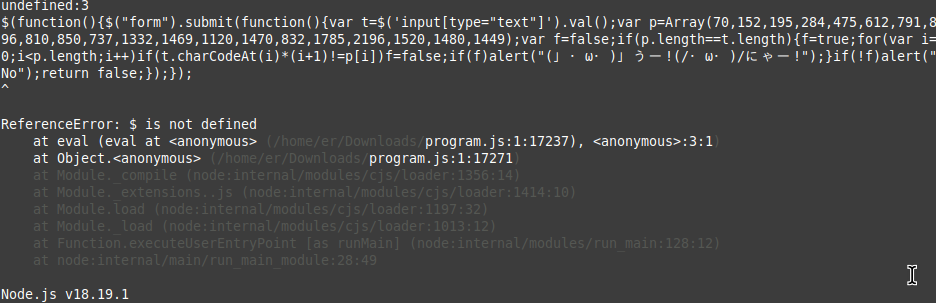 undefined:3
$(function(){$("form").submit(function(){var t=$('input[type="text"]').val();var p=Array(70,152,195,284,475,612,791,8
96,810,850,737,1332,1469,1120,1470,832,1785,2196,1520,1480,1449);var f=false;if(p.length==t.length){f=true;for(var i=
0;i<p.length;i++)if(t.charCodeAt(i)*(i+1)!=p[i])f=false;if(f)alert("(」・ω・)」うー!(/・ω・)/にゃー!");}if(!f)alert("
No");return false;});});
^
ReferenceError: $ is not defined
at eval (eval at <anonymous> (/home/er/Downloads/program.js:1:17237), <anonymous>:3:1)
at Object.<anonymous> (/home/er/Downloads/program.js:1:17271)
at Module._compile (node:internal/modules/cjs/loader:1356:14)
at Module._extensions..js (node:internal/modules/cjs/loader:1414:10)
at Module.load (node:internal/modules/cjs/loader:1197:32)
at Module._load (node:internal/modules/cjs/loader:1013:12)
at Function.executeUserEntryPoint [as runMain] (node:internal/modules/run_main:128:12)
at node:internal/main/run_main_module:28:49
Node.js v18.19.1